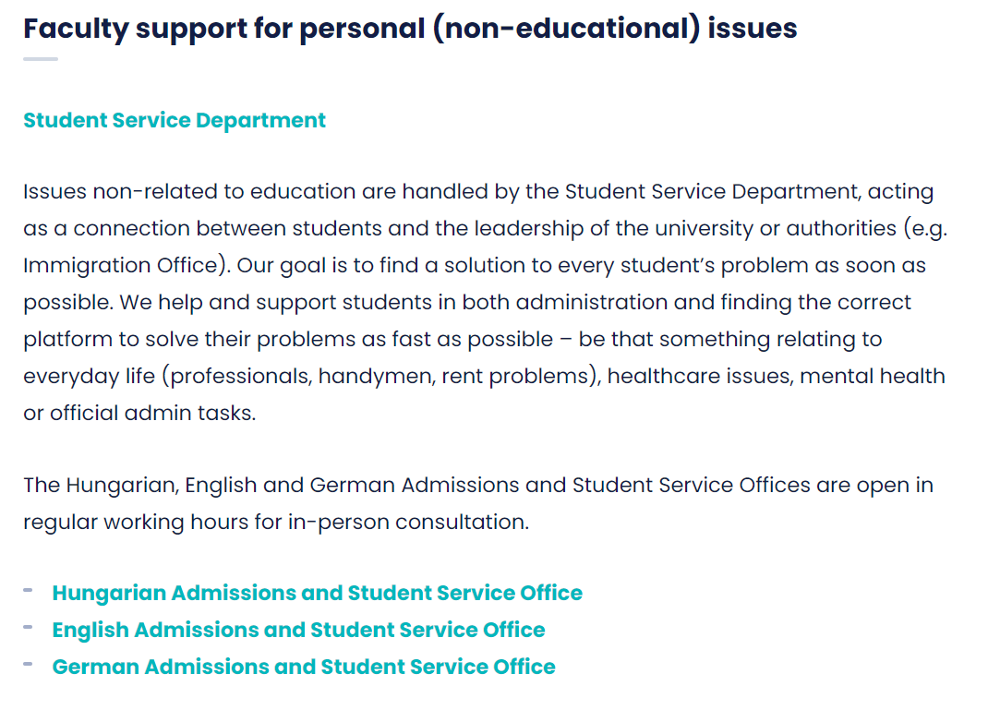 Faculty support for personal (non-educational) issues
Student Service Department
Issues non-related to education are handled by the Student Service Department, acting
as a connection between students and the leadership of the university or authorities (e.g.
Immigration Office). Our goal is to find a solution to every student’s problem as soon as
possible. We help and support students in both administration and finding the correct
platform to solve their problems as fast as possible – be that something relating to
everyday life (professionals, handymen, rent problems), healthcare issues, mental health
or official admin tasks.
The Hungarian, English and German Admissions and Student Service Offices are open in
regular working hours for in-person consultation.
- Hungarian Admissions and Student Service Office
- English Admissions and Student Service Office
- German Admissions and Student Service Office